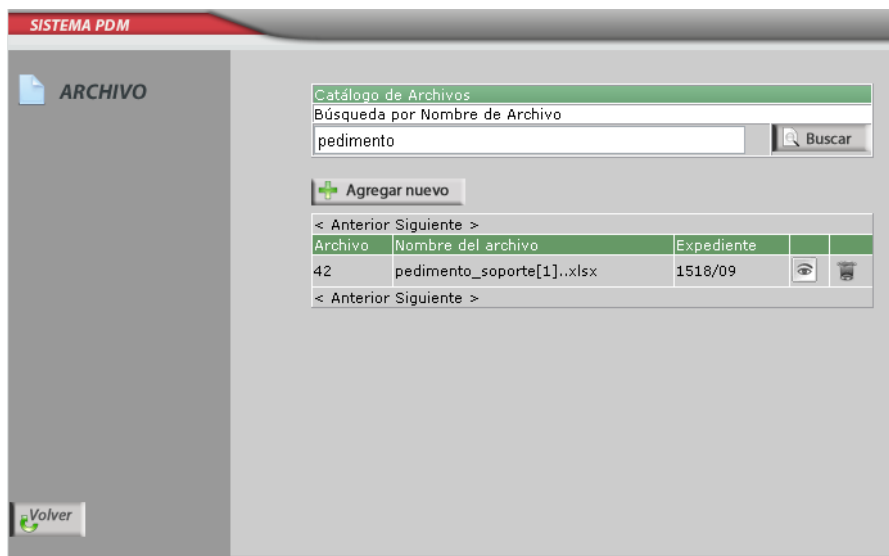 SISTEMA PDM
ARCHIVO
Catálogo de Archivos
Búsqueda por Nombre de Archivo
pedimento
Buscar
Agregar nuevo
< Anterior Siguiente >
Archivo Nombre del archivo Expediente
42 pedimento_soporte[1]..xlsx 1518/09
< Anterior Siguiente >
Volver